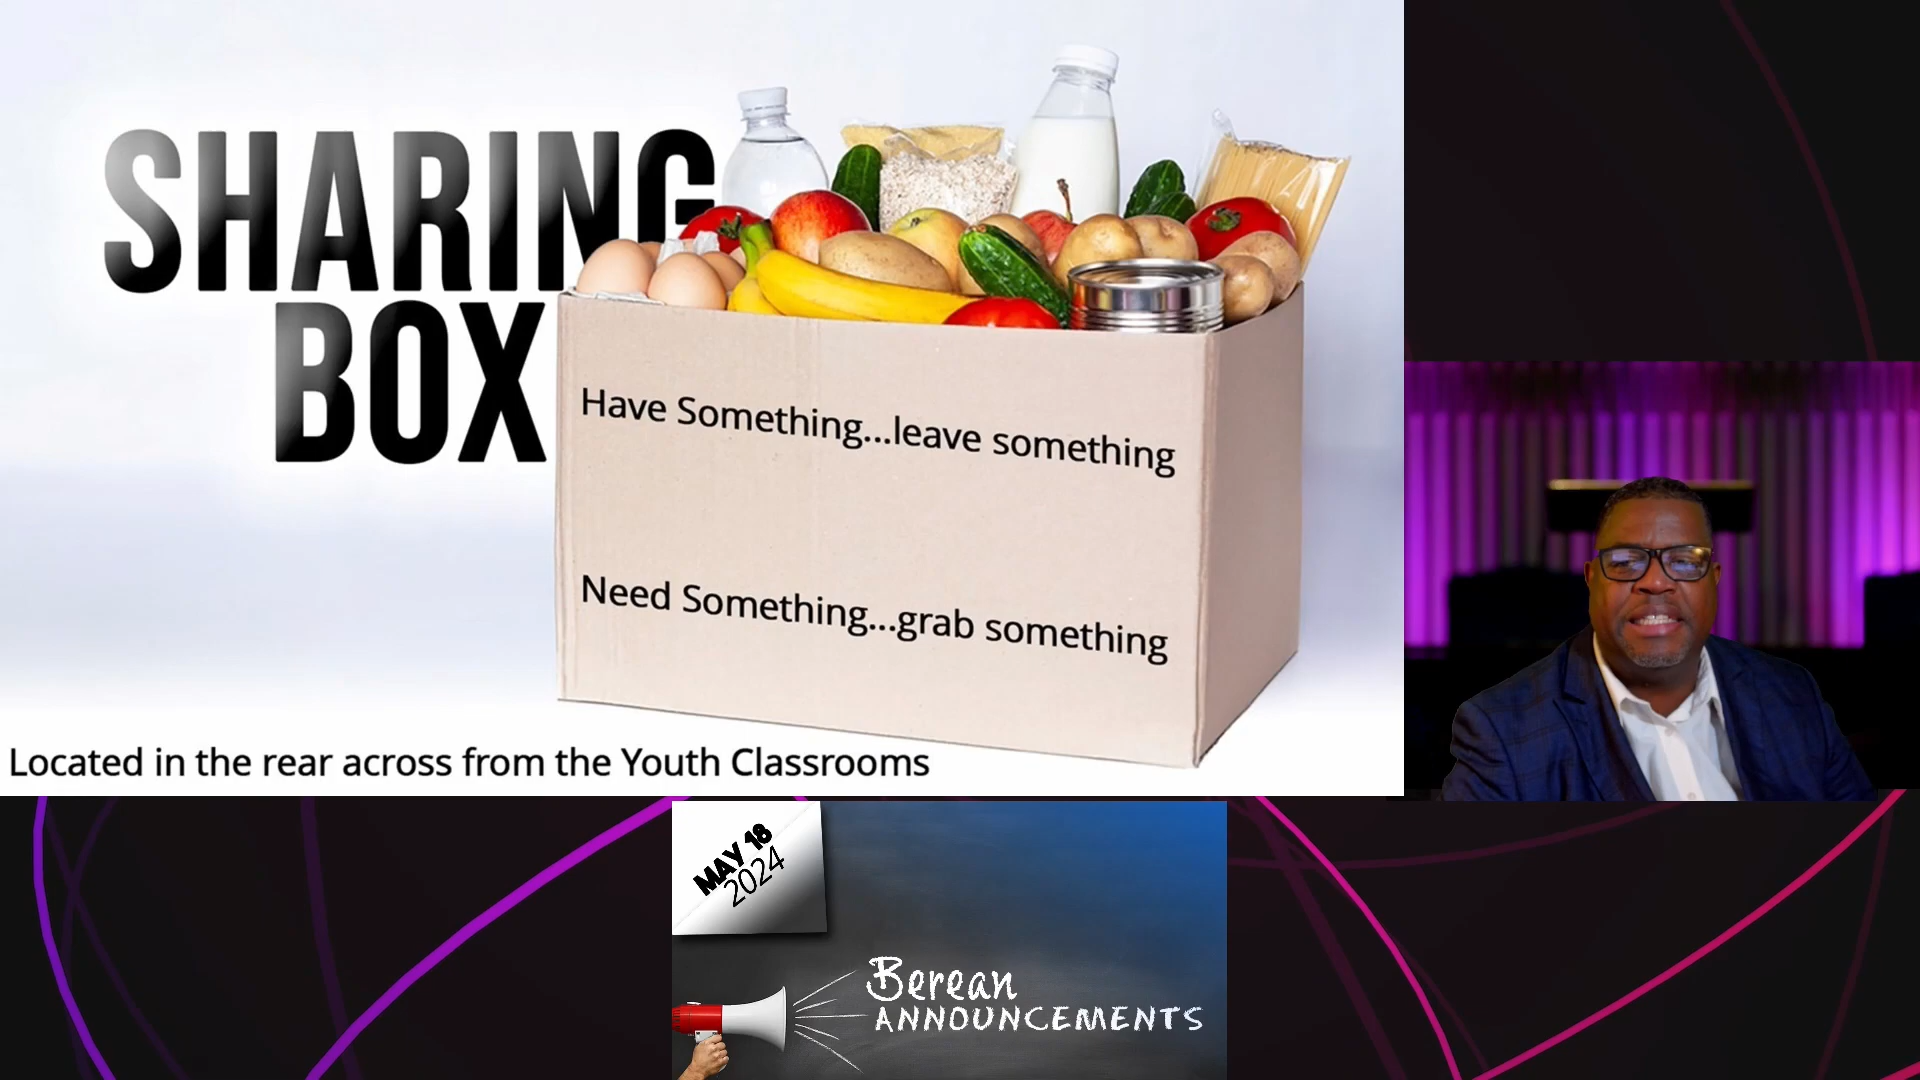 SHARING
BOX
Have Something...leave something
Need Something...grab something
Located in the rear across from the Youth Classrooms
MAY 18
2024
Berean
ANNOUNCEMENTS